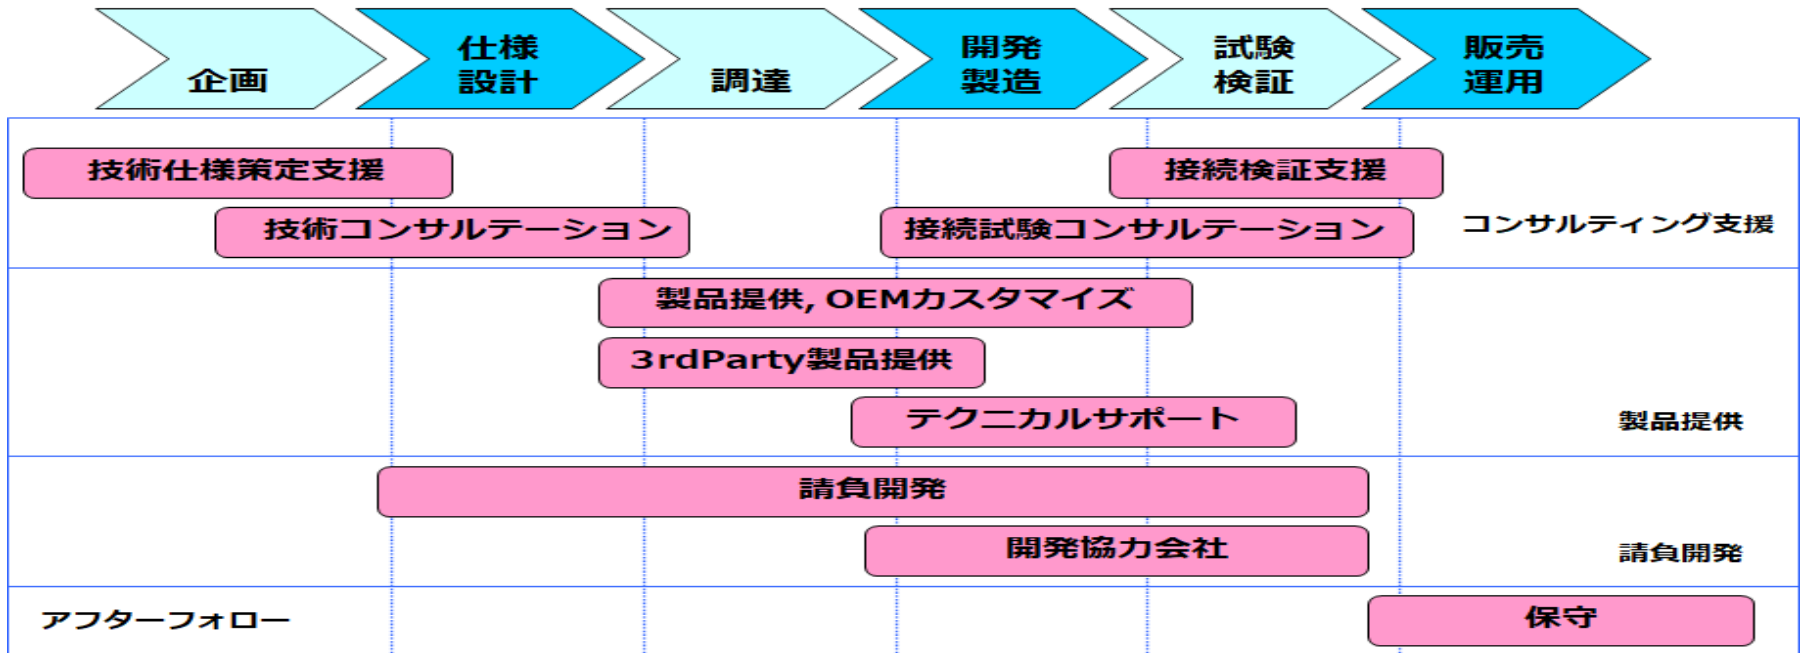 企画
仕様
設計
調達
開発
製造
試験
検証
販売
運用
技術仕様策定支援
接続検証支援
技術コンサルテーション
接続試験コンサルテーション
コンサルティング支援
製品提供, OEMカスタマイズ
3rdParty製品提供
テクニカルサポート
製品提供
請負開発
開発協力会社
請負開発
アフターフォロー
保守